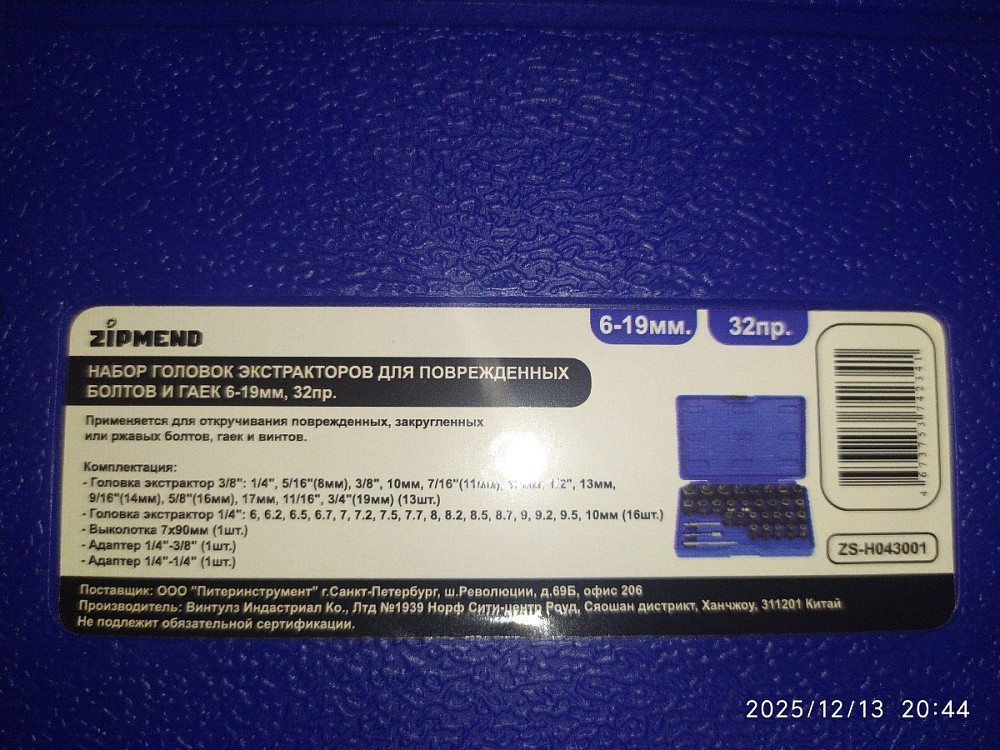 ZIPMEND
6-19мм.
32пр.
НАБОР ГОЛОВОК ЭКСТРАКТОРОВ ДЛЯ ПОВРЕЖДЕННЫХ
БОЛТОВ И ГАЕК 6-19мм, 32пр.
Применяется для откручивания поврежденных, закругленных
или ржавых болтов, гаек и винтов.
Комплектация:
- Головка экстрактор 3/8": 1/4", 5/16"(8мм), 3/8", 10мм, 7/16"(11мм), 1/2", 13мм,
9/16"(14мм), 5/8"(16мм), 17мм, 11/16", 3/4"(19мм) (13шт.)
- Головка экстрактор 1/4": 6, 6.2, 6.5, 6.7, 7, 7.2, 7.5, 7.7, 8, 8.2, 8.5, 8.7, 9, 9.2, 9.5, 10мм (16шт.)
- Выколотка 7х90мм (1шт.)
- Адаптер 1/4"-3/8" (1шт.)
- Адаптер 1/4"-1/4" (1шт.)
4 673753 742341
ZS-H043001
Поставщик: ООО "Питеринструмент" г.Санкт-Петербург, ш.Революции, д.69Б, офис 206
Производитель: Винтулз Индастриал Ко., Лтд №1939 Норф Сити-центр Роуд, Сяошан дистрикт, Ханчжоу, 311201 Китай
Не подлежит обязательной сертификации.
2025/12/13 20:44